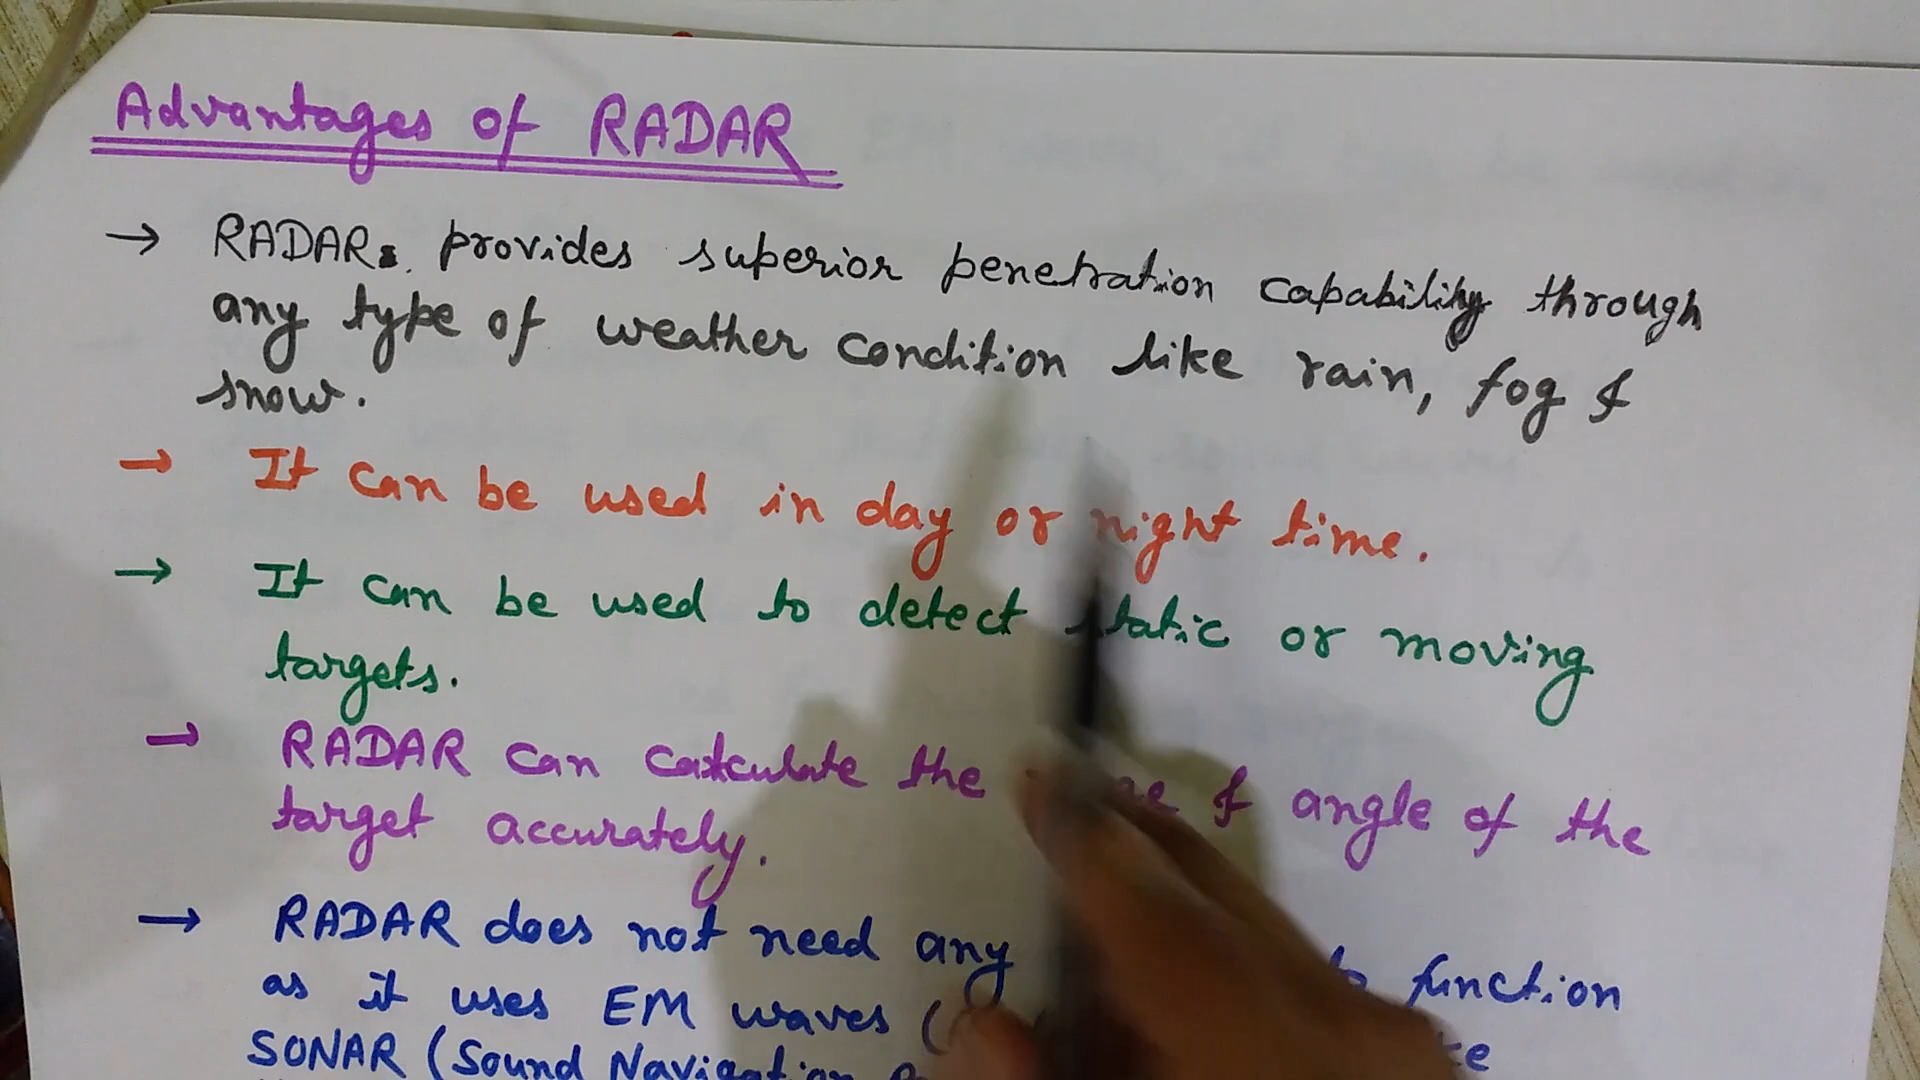 Advantages of RADAR
→ RADARs provides superior penetration capability through
any type of weather condition like rain, fog &
snow.
→ It can be used in day or night time.
→ It can be used to detect static or moving
targets.
→ RADAR can calculate the & angle of the
target accurately.
→ RADAR does not need any function
as it uses EM waves (
SONAR (Sound Navigation